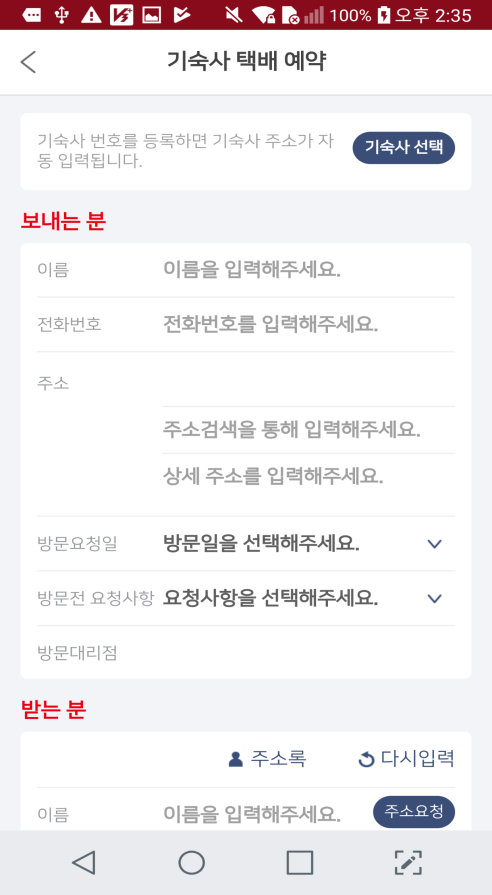 100% 오후 2:35
기숙사 택배 예약
기숙사 번호를 등록하면 기숙사 주소가 자
동 입력됩니다.
기숙사 선택
보내는 분
이름 이름을 입력해주세요.
전화번호 전화번호를 입력해주세요.
주소
주소검색을 통해 입력해주세요.
상세 주소를 입력해주세요.
방문요청일 방문일을 선택해주세요.
방문전 요청사항 요청사항을 선택해주세요.
방문대리점
받는 분
주소록 다시입력
이름 이름을 입력해주세요. 주소요청